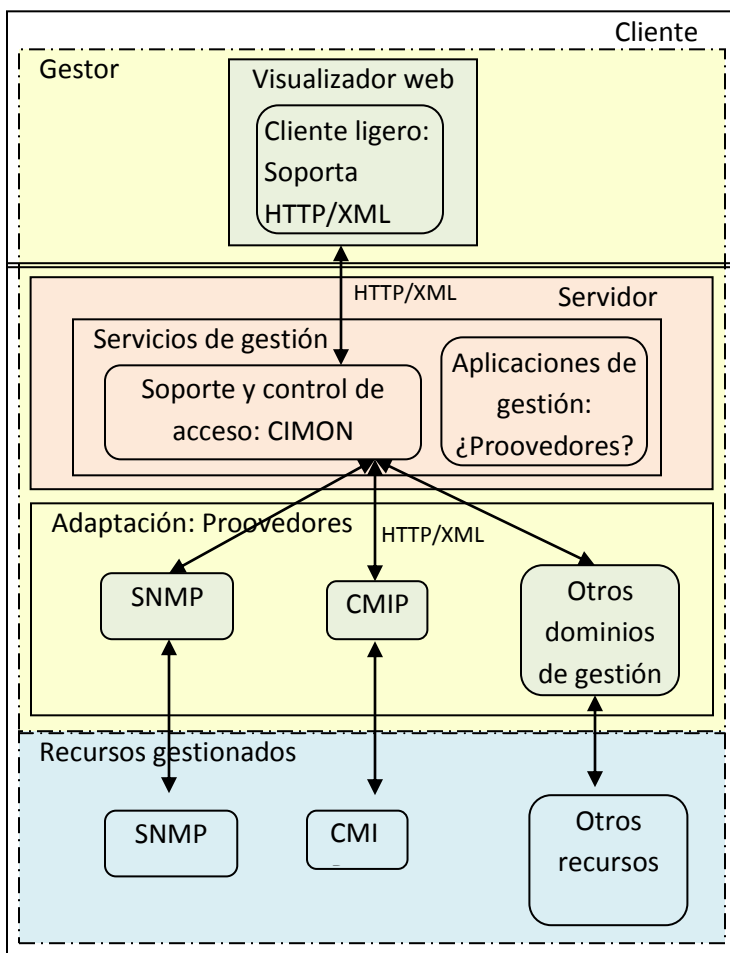 Cliente
Gestor
Visualizador web
Cliente ligero:
Soporta
HTTP/XML
HTTP/XML
Servidor
Servicios de gestión
Soporte y control de
acceso: CIMON
Aplicaciones de
gestión:
¿Proovedores?
Adaptación: Proovedores
HTTP/XML
SNMP
CMIP
Otros
dominios
de gestión
Recursos gestionados
SNMP
CMI
Otros
recursos